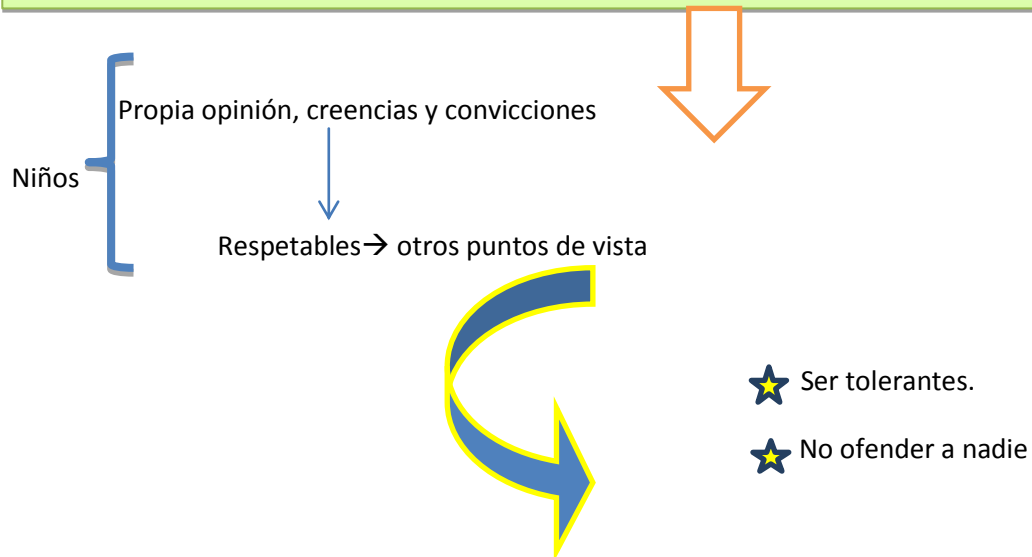 Propia opinión, creencias y convicciones
Niños
Respetables→ otros puntos de vista
Ser tolerantes.
No ofender a nadie